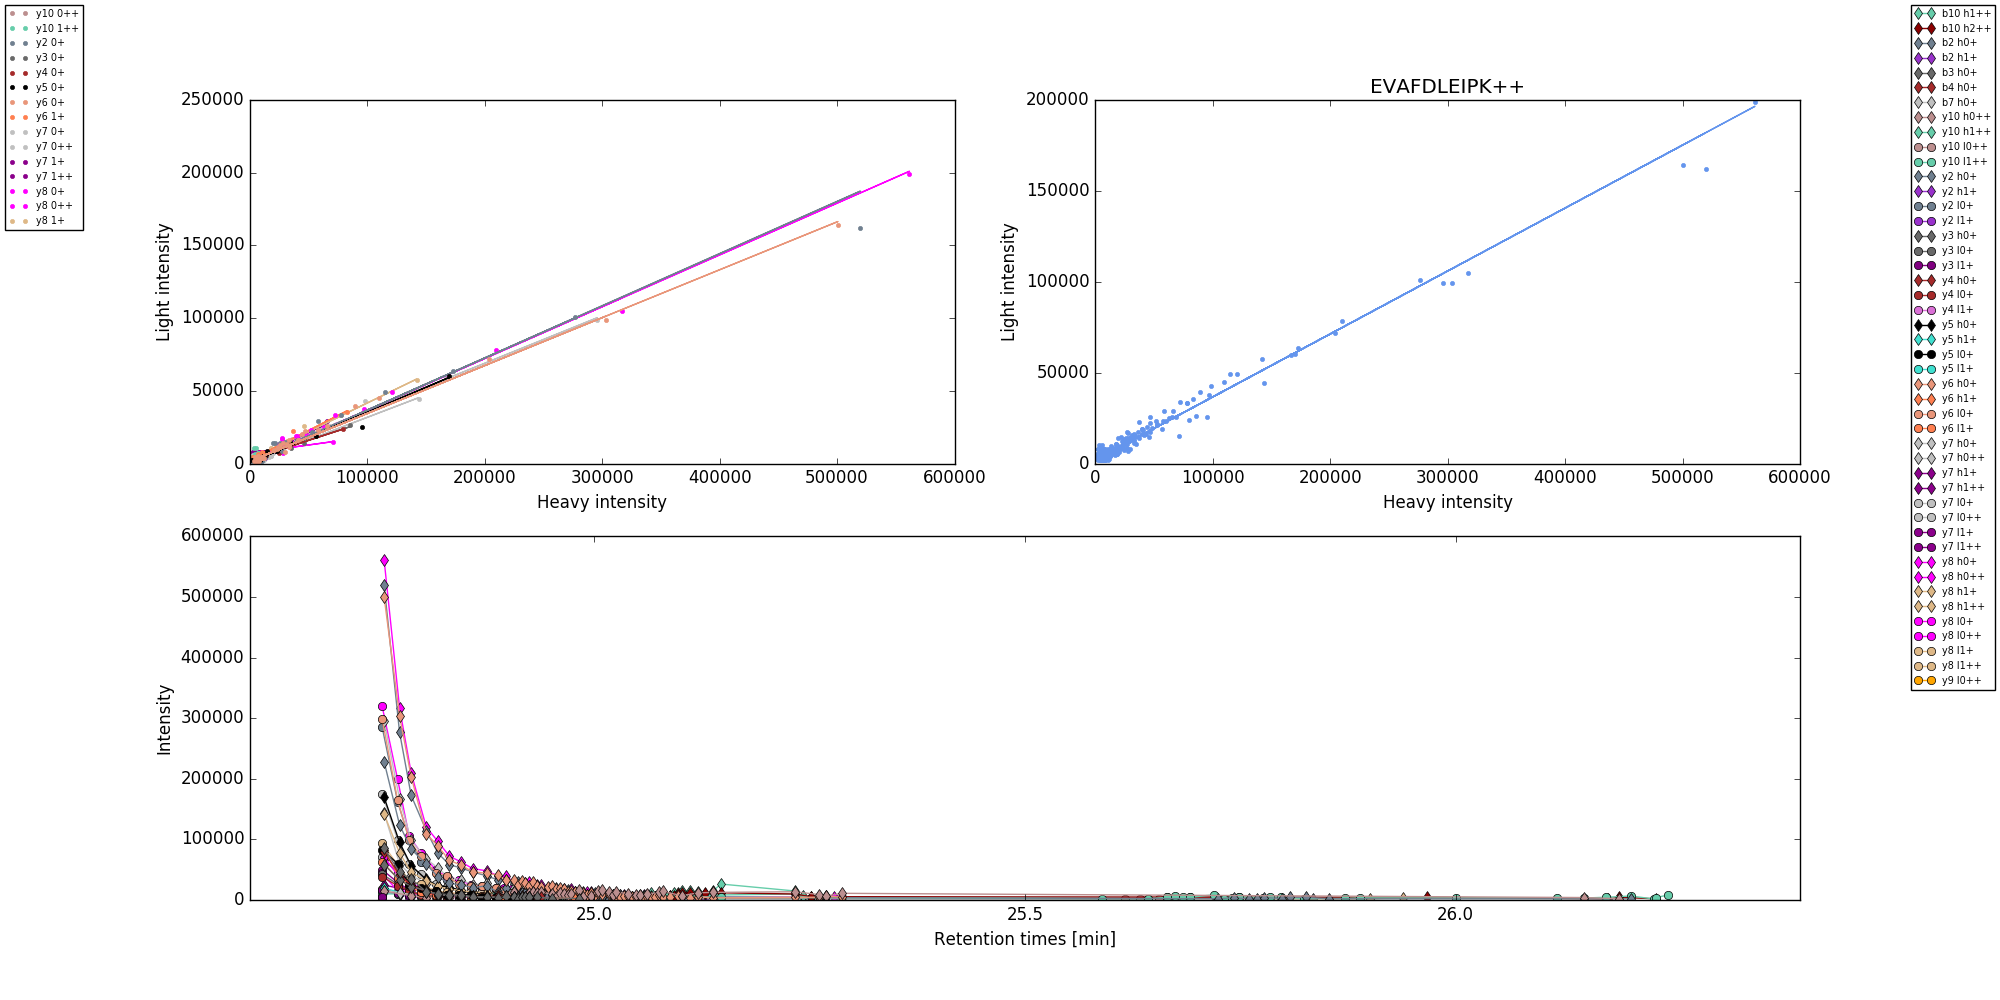 y10 0++
y10 1++
y2 0+
y3 0+
y4 0+
y5 0+
y6 0+
y6 1+
y7 0+
y7 0++
y7 1+
y7 1++
y8 0+
y8 0++
y8 1+
250000
200000
150000
100000
50000
0
Light intensity
0 100000 200000 300000 400000 500000 600000
Heavy intensity
EVAFDLEIPK++
200000
150000
100000
50000
0
Light intensity
0 100000 200000 300000 400000 500000 600000
Heavy intensity
600000
500000
400000
300000
200000
100000
0
Intensity
25.0 25.5 26.0
Retention times [min]
b10 h1++
b10 h2++
b2 h0+
b2 h1+
b3 h0+
b4 h0+
b7 h0+
y10 h0++
y10 h1++
y10 l0++
y10 l1++
y2 h0+
y2 h1+
y2 l0+
y2 l1+
y3 h0+
y3 l0+
y3 l1+
y4 h0+
y4 l0+
y4 l1+
y5 h0+
y5 h1+
y5 l0+
y5 l1+
y6 h0+
y6 h1+
y6 l0+
y6 l1+
y7 h0+
y7 h0++
y7 h1+
y7 h1++
y7 l0+
y7 l0++
y7 l1+
y7 l1++
y8 h0+
y8 h0++
y8 h1+
y8 h1++
y8 l0+
y8 l0++
y8 l1+
y8 l1++
y9 l0++